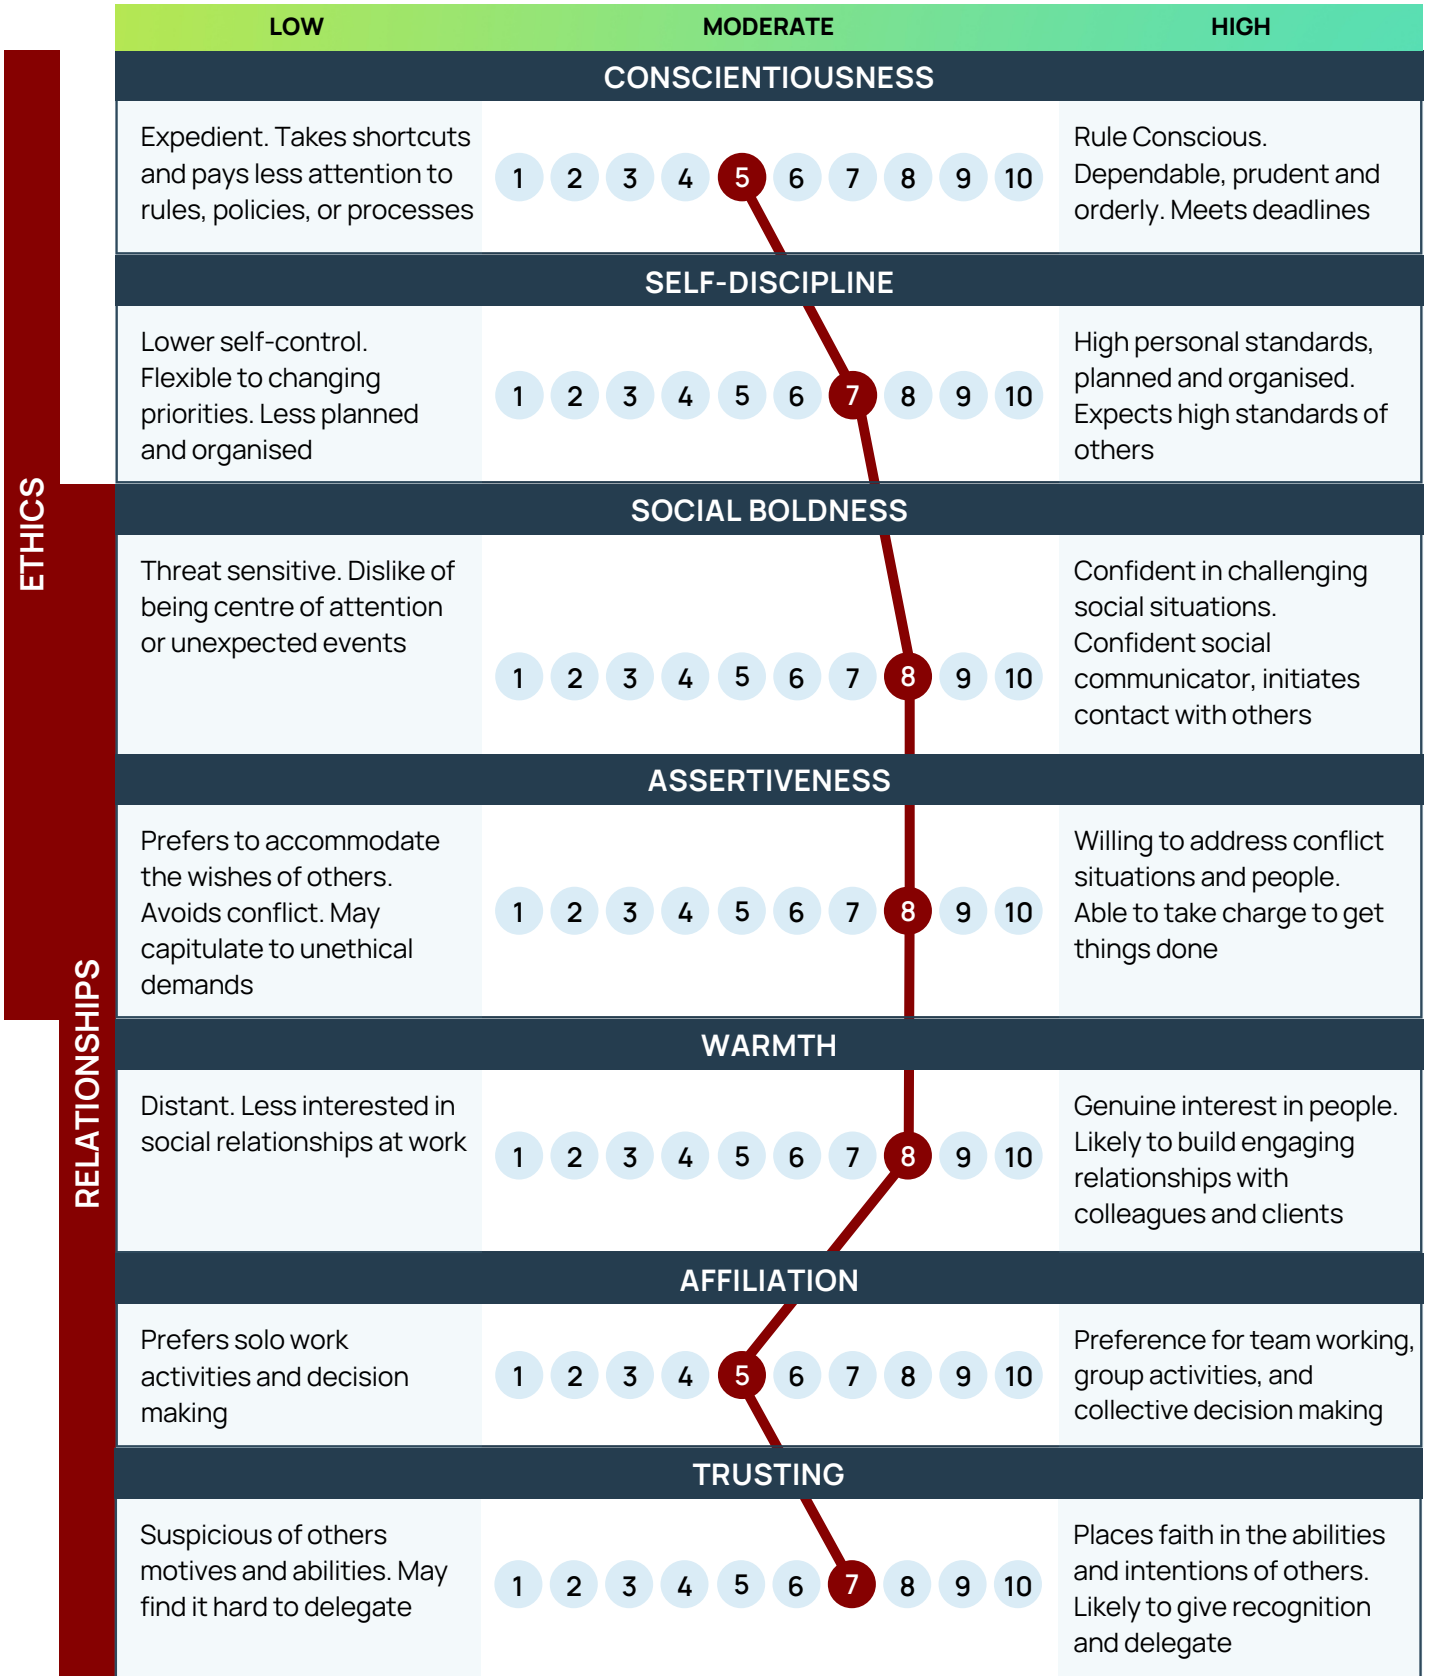 LOW MODERATE HIGH
ETHICS
RELATIONSHIPS
CONSCIENTIOUSNESS
Expedient. Takes shortcuts
and pays less attention to
rules, policies, or processes
1 2 3 4 5 6 7 8 9 10
Rule Conscious.
Dependable, prudent and
orderly. Meets deadlines
SELF-DISCIPLINE
Lower self-control.
Flexible to changing
priorities. Less planned
and organised
1 2 3 4 5 6 7 8 9 10
High personal standards,
planned and organised.
Expects high standards of
others
SOCIAL BOLDNESS
Threat sensitive. Dislike of
being centre of attention
or unexpected events
1 2 3 4 5 6 7 8 9 10
Confident in challenging
social situations.
Confident social
communicator, initiates
contact with others
ASSERTIVENESS
Prefers to accommodate
the wishes of others.
Avoids conflict. May
capitulate to unethical
demands
1 2 3 4 5 6 7 8 9 10
Willing to address conflict
situations and people.
Able to take charge to get
things done
WARMTH
Distant. Less interested in
social relationships at work
1 2 3 4 5 6 7 8 9 10
Genuine interest in people.
Likely to build engaging
relationships with
colleagues and clients
AFFILIATION
Prefers solo work
activities and decision
making
1 2 3 4 5 6 7 8 9 10
Preference for team working,
group activities, and
collective decision making
TRUSTING
Suspicious of others
motives and abilities. May
find it hard to delegate
1 2 3 4 5 6 7 8 9 10
Places faith in the abilities
and intentions of others.
Likely to give recognition
and delegate